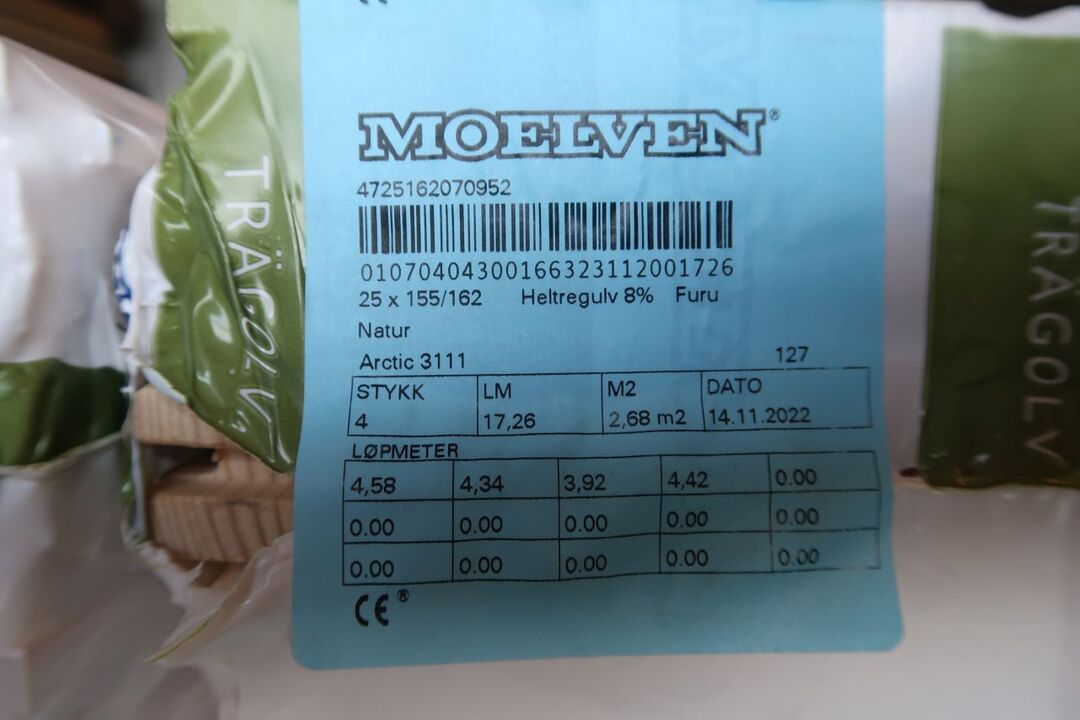 MOELVEN®
4725162070952
01070404300166323112001726
25 x 155/162 Heltregulv 8% Furu
Natur
Arctic 3111 127
STYKK LM M2 DATO
4 17,26 2,68 m2 14.11.2022
LØPMETER
4,58 4,34 3,92 4,42 0.00
0.00 0.00 0.00 0.00 0.00
0.00 0.00 0.00 0.00 0.00
CE®
TRÄGOLV
TRÄGOLV